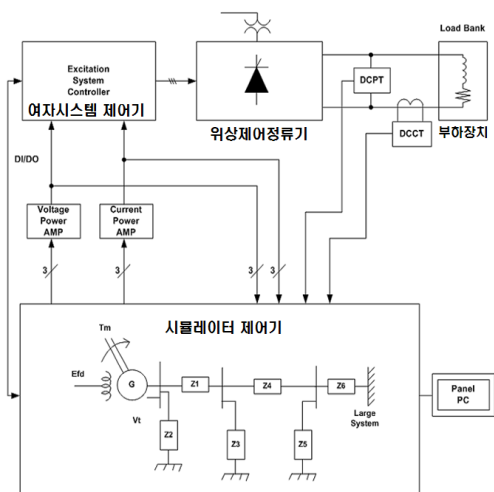 Load Bank
Excitation
System
Controller
여자시스템 제어기
DCPT
위상제어정류기
DCCT
부하장치
DI/DO
Voltage
Power
AMP
Current
Power
AMP
3
3
3
3
시뮬레이터 제어기
Tm
Efd
G
Z1
Z4
Z6
Vt
Z2
Z3
Z5
Large
System
Panel
PC